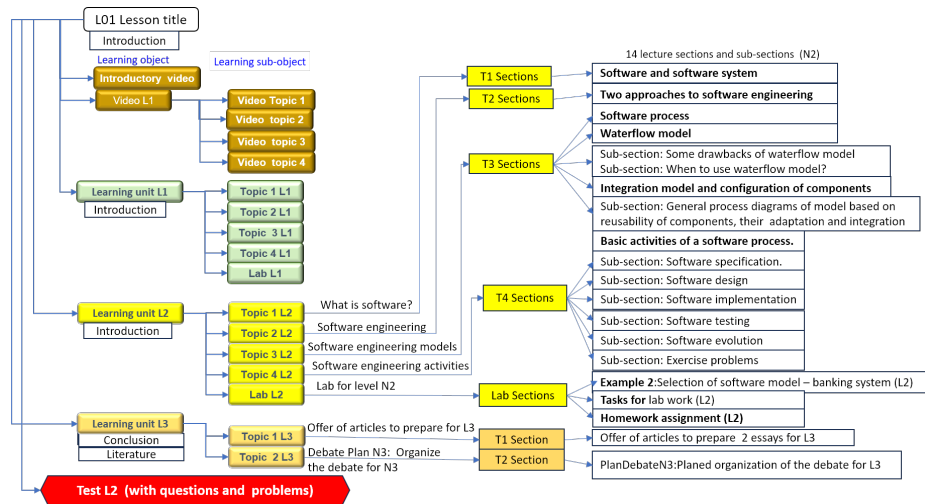 L01 Lesson title
Introduction
Learning object
Learning sub-object
Introductory video
Video L1
Video Topic 1
Video topic 2
Video topic 3
Video topic 4
Learning unit L1
Introduction
Topic 1 L1
Topic 2 L1
Topic 3 L1
Topic 4 L1
Lab L1
Learning unit L2
Introduction
Topic 1 L2
Topic 2 L2
Topic 3 L2
Topic 4 L2
Lab L2
What is software?
Software engineering
Software engineering models
Software engineering activities
Lab for level N2
Learning unit L3
Conclusion
Literature
Topic 1 L3
Topic 2 L3
Offer of articles to prepare for L3
Debate Plan N3: Organize
the debate for N3
Test L2 (with questions and problems)
14 lecture sections and sub-sections (N2)
T1 Sections
Software and software system
T2 Sections
Two approaches to software engineering
T3 Sections
Software process
Waterflow model
Sub-section: Some drawbacks of waterflow model
Sub-section: When to use waterflow model?
Integration model and configuration of components
Sub-section: General process diagrams of model based on
reusability of components, their adaptation and integration
T4 Sections
Basic activities of a software process.
Sub-section: Software specification.
Sub-section: Software design
Sub-section: Software implementation
Sub-section: Software testing
Sub-section: Software evolution
Sub-section: Exercise problems
Lab Sections
Example 2:Selection of software model – banking system (L2)
Tasks for lab work (L2)
Homework assignment (L2)
T1 Section
Offer of articles to prepare 2 essays for L3
T2 Section
PlanDebateN3:Planed organization of the debate for L3